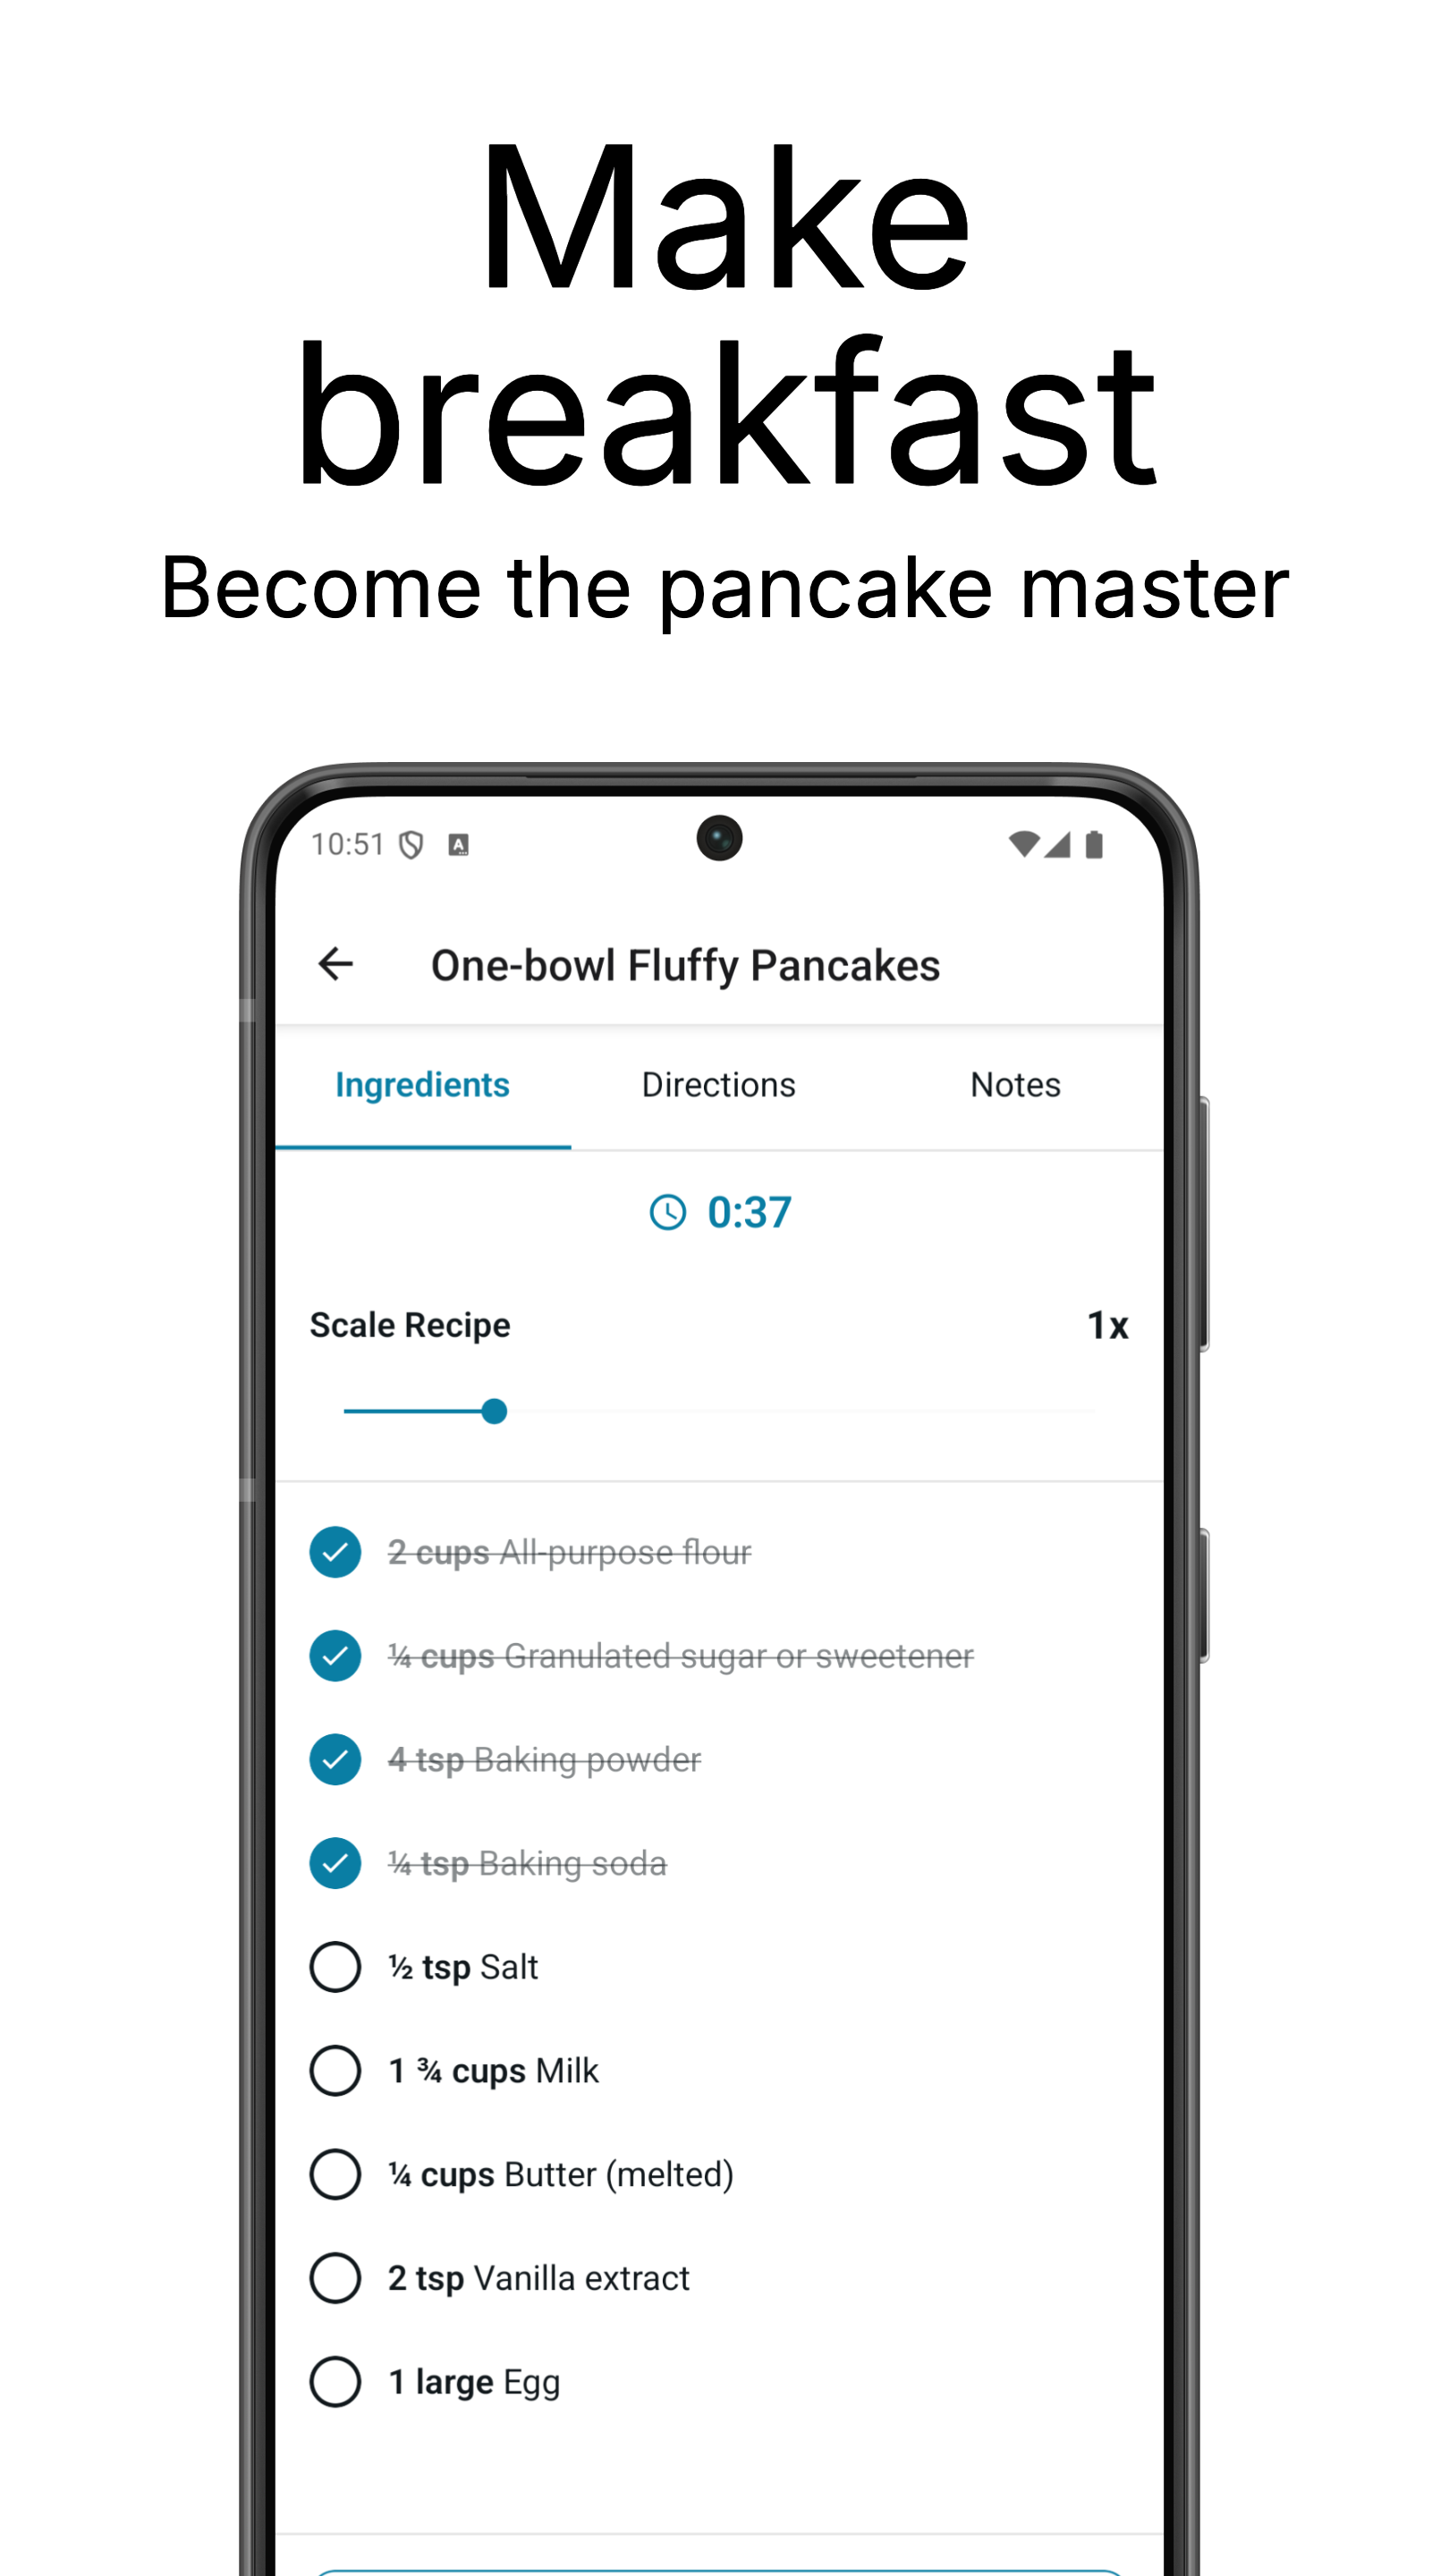 Make
breakfast
Become the pancake master
10:51
A
One-bowl Fluffy Pancakes
Ingredients Directions Notes
0:37
Scale Recipe 1x
2 cups All-purpose flour
¼ cups Granulated sugar or sweetener
4 tsp Baking powder
¼ tsp Baking soda
½ tsp Salt
1 ¾ cups Milk
¼ cups Butter (melted)
2 tsp Vanilla extract
1 large Egg